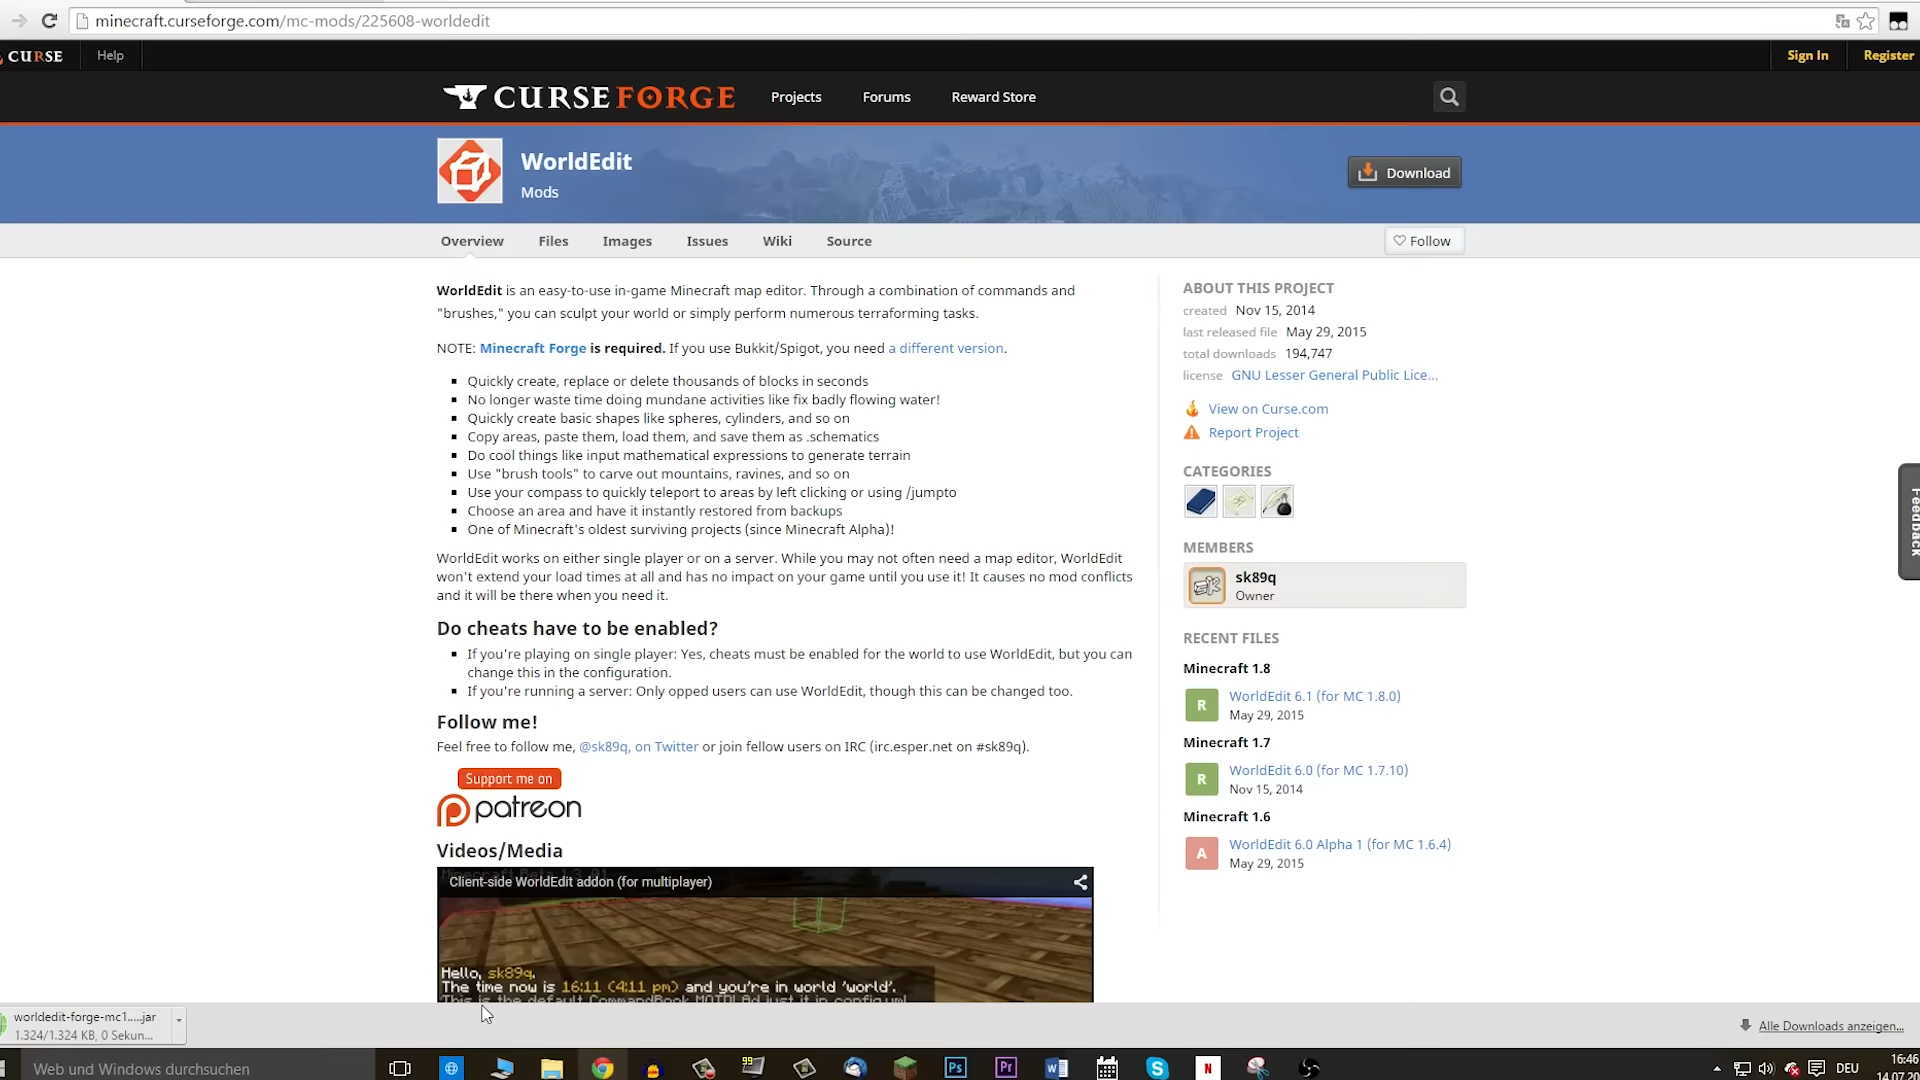 minecraft.curseforge.com/mc-mods/225608-worldedit
CURSE Help Sign In Register
CURSEFORGE Projects Forums Reward Store
WorldEdit
Mods
Download
Overview Files Images Issues Wiki Source Follow
WorldEdit is an easy-to-use in-game Minecraft map editor. Through a combination of commands and
"brushes," you can sculpt your world or simply perform numerous terraforming tasks.
NOTE: Minecraft Forge is required. If you use Bukkit/Spigot, you need a different version.
Quickly create, replace or delete thousands of blocks in seconds
No longer waste time doing mundane activities like fix badly flowing water!
Quickly create basic shapes like spheres, cylinders, and so on
Copy areas, paste them, load them, and save them as .schematics
Do cool things like input mathematical expressions to generate terrain
Use "brush tools" to carve out mountains, ravines, and so on
Use your compass to quickly teleport to areas by left clicking or using /jumpto
Choose an area and have it instantly restored from backups
One of Minecraft's oldest surviving projects (since Minecraft Alpha)!
WorldEdit works on either single player or on a server. While you may not often need a map editor, WorldEdit
won't extend your load times at all and has no impact on your game until you use it! It causes no mod conflicts
and it will be there when you need it.
Do cheats have to be enabled?
If you're playing on single player: Yes, cheats must be enabled for the world to use WorldEdit, but you can
change this in the configuration.
If you're running a server: Only opped users can use WorldEdit, though this can be changed too.
Follow me!
Feel free to follow me, @sk89q, on Twitter or join fellow users on IRC (irc.esper.net on #sk89q).
Support me on
patreon
Videos/Media
Client-side WorldEdit addon (for multiplayer)
Hello, sk89q.
The time now is 16:11 (4:11 pm) and you're in world 'world'.
This is the default CommandBook MOTD!
ABOUT THIS PROJECT
created Nov 15, 2014
last released file May 29, 2015
total downloads 194,747
license GNU Lesser General Public Lice...
View on Curse.com
Report Project
CATEGORIES
MEMBERS
sk89q
Owner
RECENT FILES
Minecraft 1.8
R WorldEdit 6.1 (for MC 1.8.0)
May 29, 2015
Minecraft 1.7
R WorldEdit 6.0 (for MC 1.7.10)
Nov 15, 2014
Minecraft 1.6
A WorldEdit 6.0 Alpha 1 (for MC 1.6.4)
May 29, 2015
Feedback
worldedit-forge-mc1.....jar
1.324/1.324 KB, 0 Sekun...
Alle Downloads anzeigen...
Web und Windows durchsuchen
99
Ps
Pr
W
S
N
DEU
16:46
14.07.20